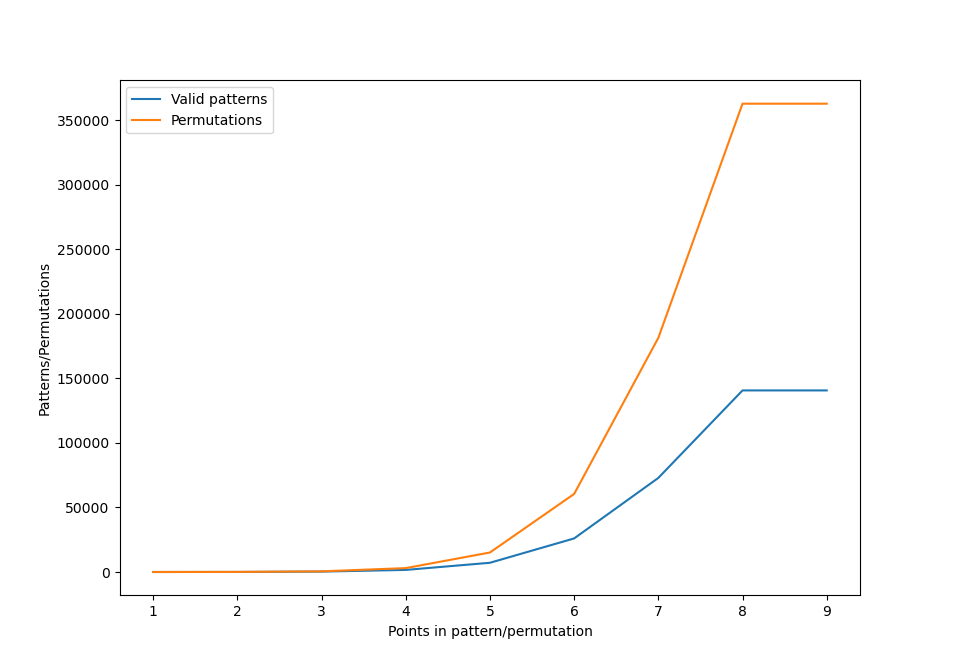 Valid patterns
Permutations
350000
300000
250000
200000
150000
100000
50000
0
Patterns/Permutations
1 2 3 4 5 6 7 8 9
Points in pattern/permutation